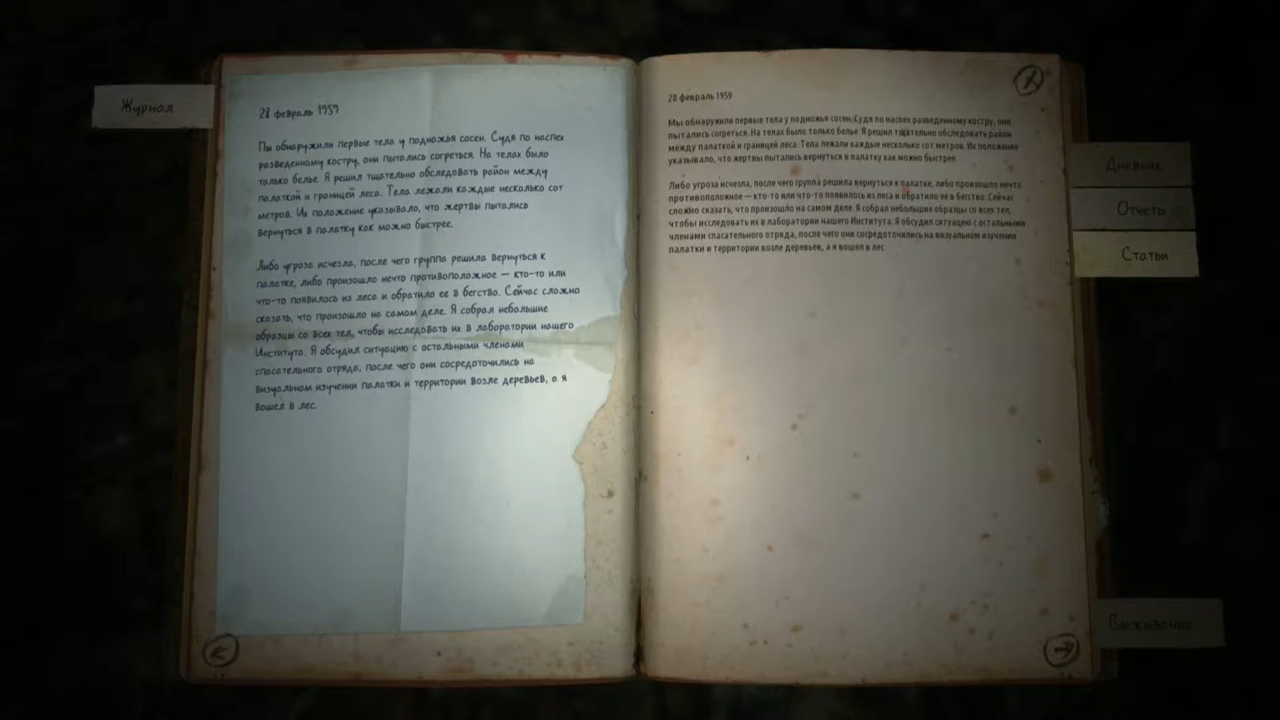 Журнал
28 февраль 1959
Мы обнаружили первые тела у подножья сосен. Судя по наспех
разведенному костру, они пытались согреться. На телах было
только белье. Я решил тщательно обследовать район между
палаткой и границей леса. Тела лежали каждые несколько сот
метров. Их положение указывало, что жертвы пытались
вернуться в палатку как можно быстрее.
Либо угроза исчезла, после чего группа решила вернуться к
палатке, либо произошло нечто противоположное — кто-то или
что-то появилось из леса и обратило ее в бегство. Сейчас сложно
сказать, что произошло на самом деле. Я собрал небольшие
образцы со всех тел, чтобы исследовать их в лаборатории нашего
Института. Я обсудил ситуацию с остальными членами
спасательного отряда, после чего они сосредоточились на
визуальном изучении палатки и территории возле деревьев, а я
вошел в лес.
28 февраль 1959
Мы обнаружили первые тела у подножья сосен. Судя по наспех разведенному костру, они
пытались согреться. На телах было только белье. Я решил тщательно обследовать район
между палаткой и границей леса. Тела лежали каждые несколько сот метров. Их положение
указывало, что жертвы пытались вернуться в палатку как можно быстрее.
Либо угроза исчезла, после чего группа решила вернуться к палатке, либо произошло нечто
противоположное — кто-то или что-то появилось из леса и обратило ее в бегство. Сейчас
сложно сказать, что произошло на самом деле. Я собрал небольшие образцы со всех тел,
чтобы исследовать их в лаборатории нашего Института. Я обсудил ситуацию с остальными
членами спасательного отряда, после чего они сосредоточились на визуальном изучении
палатки и территории возле деревьев, а я вошел в лес.
Дневник
Отчеты
Статьи
Выживание